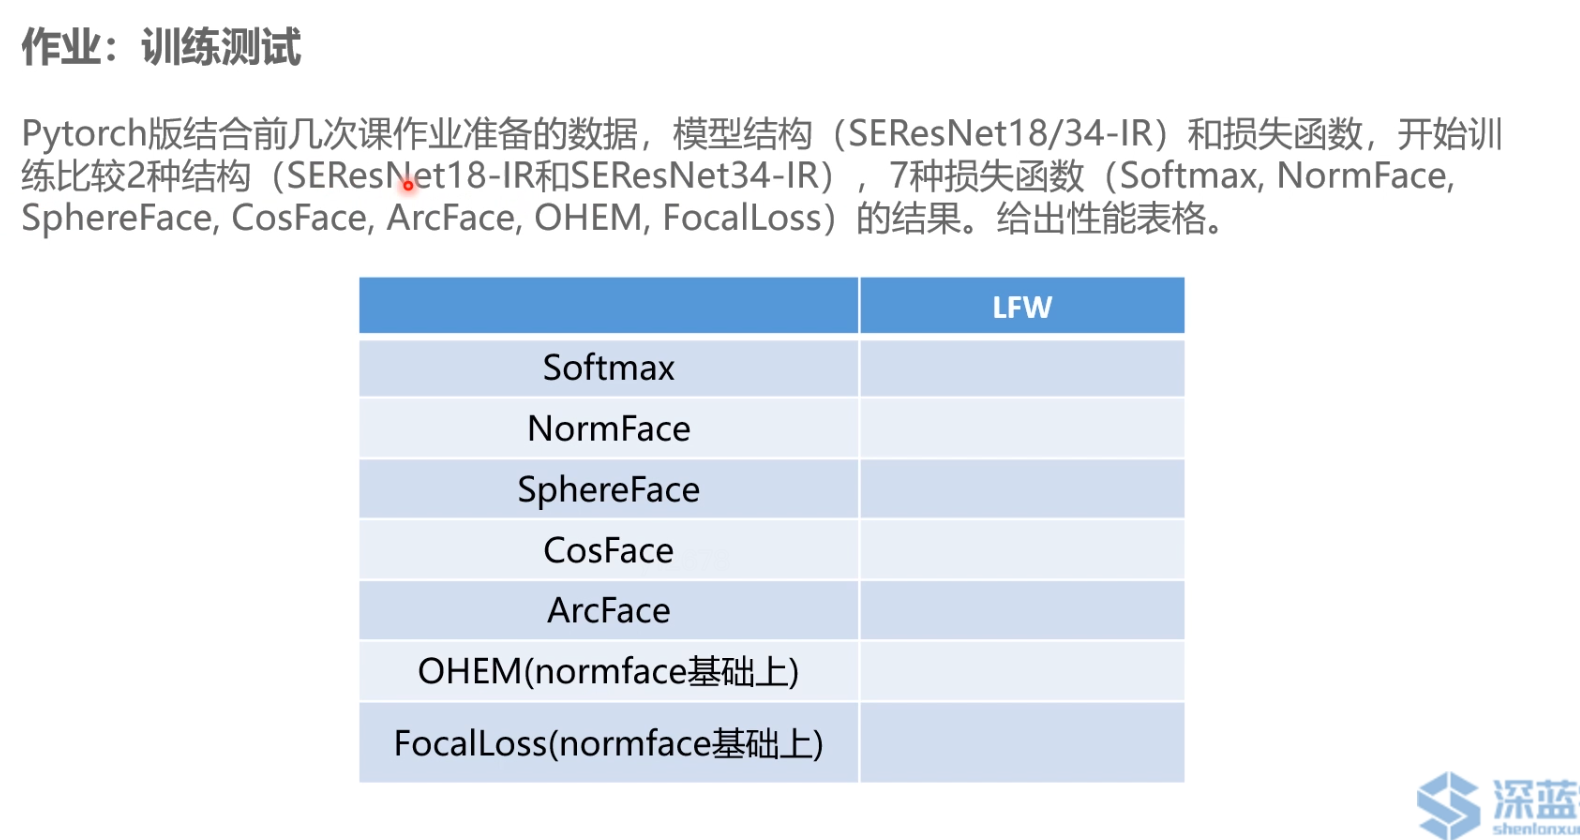 作业：训练测试
Pytorch版结合前几次课作业准备的数据，模型结构（SEResNet18/34-IR）和损失函数，开始训
练比较2种结构（SEResNet18-IR和SEResNet34-IR），7种损失函数（Softmax, NormFace,
SphereFace, CosFace, ArcFace, OHEM, FocalLoss）的结果。给出性能表格。
LFW
Softmax
NormFace
SphereFace
CosFace
ArcFace
OHEM(normface基础上)
FocalLoss(normface基础上)
深蓝
shenlanxu